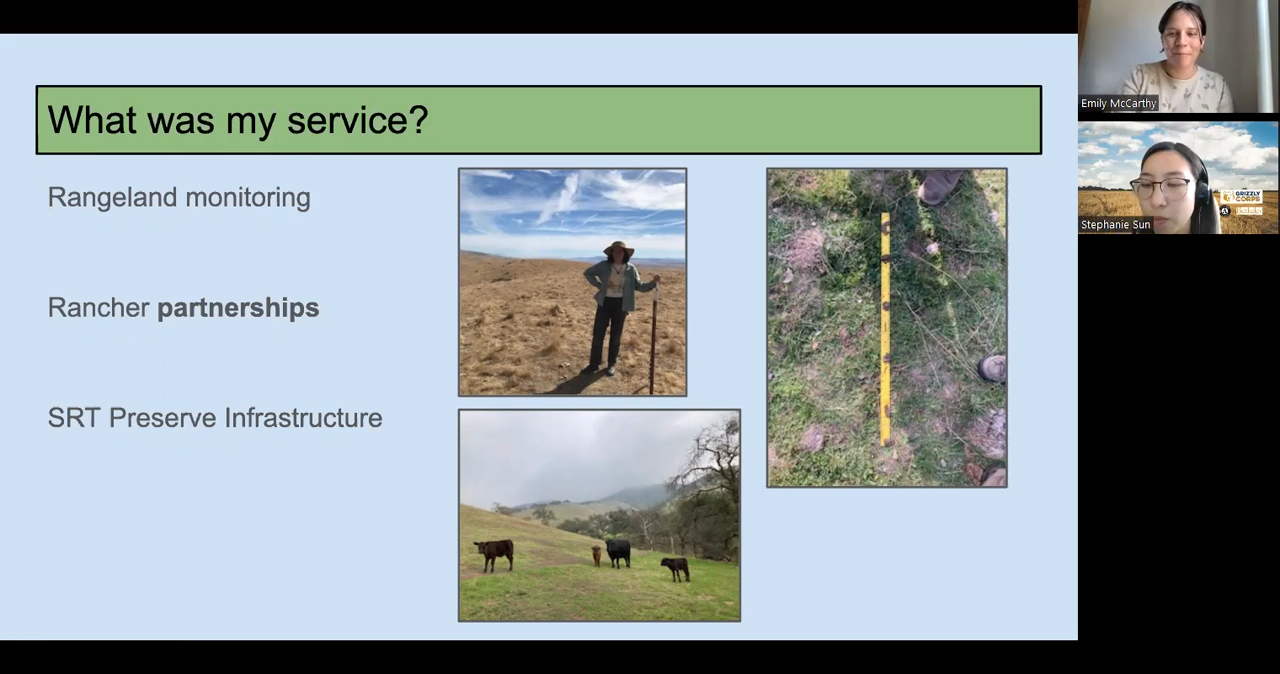 What was my service?
Rangeland monitoring
Rancher partnerships
SRT Preserve Infrastructure
Emily McCarthy
GRIZZLY
CORPS
Stephanie Sun